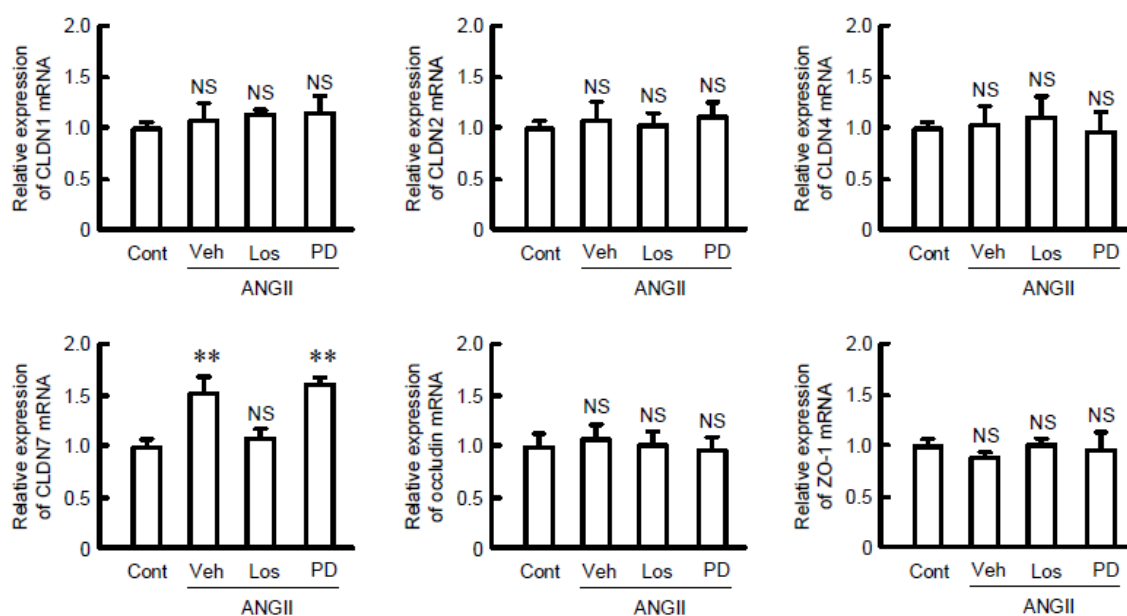 Relative expression
of CLDN1 mRNA
2.0
1.5
1.0
0.5
0
NS
NS
NS
Cont
Veh
Los
PD
ANGII
Relative expression
of CLDN2 mRNA
2.0
1.5
1.0
0.5
0
NS
NS
NS
Cont
Veh
Los
PD
ANGII
Relative expression
of CLDN4 mRNA
2.0
1.5
1.0
0.5
0
NS
NS
NS
Cont
Veh
Los
PD
ANGII
Relative expression
of CLDN7 mRNA
2.0
1.5
1.0
0.5
0
**
NS
**
Cont
Veh
Los
PD
ANGII
Relative expression
of occludin mRNA
2.0
1.5
1.0
0.5
0
NS
NS
NS
Cont
Veh
Los
PD
ANGII
Relative expression
of ZO-1 mRNA
2.0
1.5
1.0
0.5
0
NS
NS
NS
Cont
Veh
Los
PD
ANGII